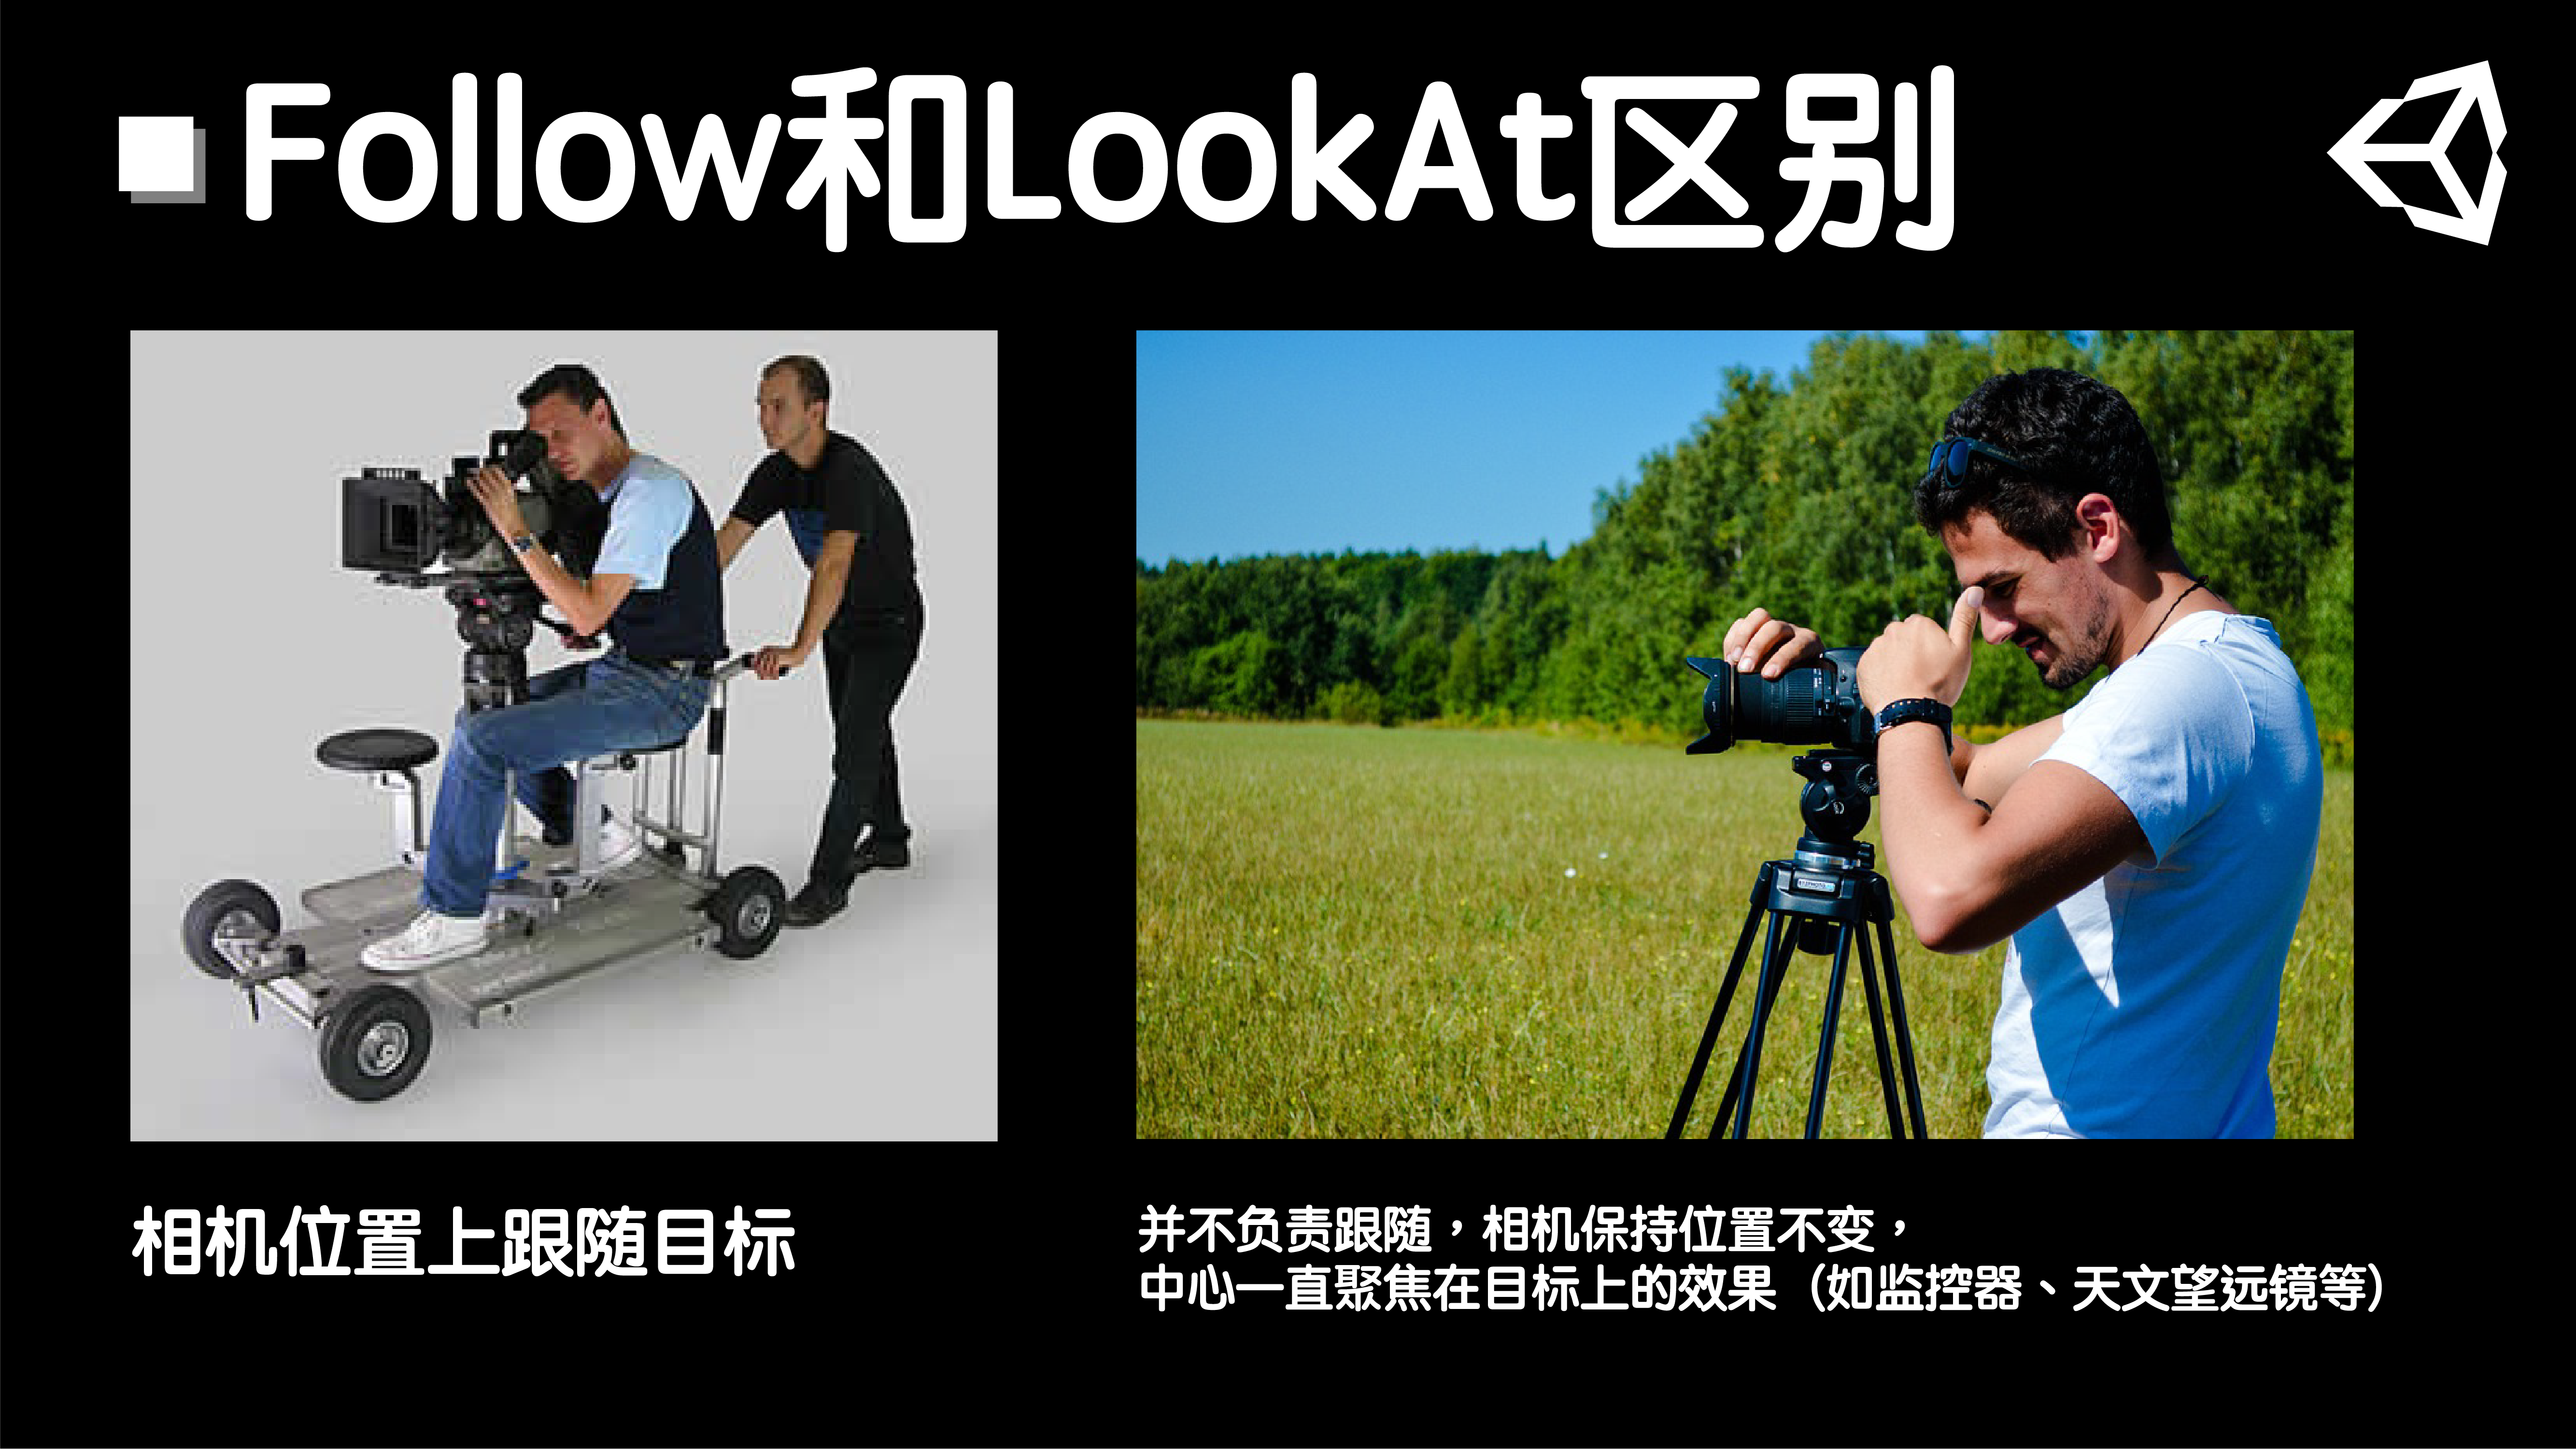 Follow和LookAt区别
相机位置上跟随目标
并不负责跟随，相机保持位置不变，
中心一直聚焦在目标上的效果（如监控器、天文望远镜等）